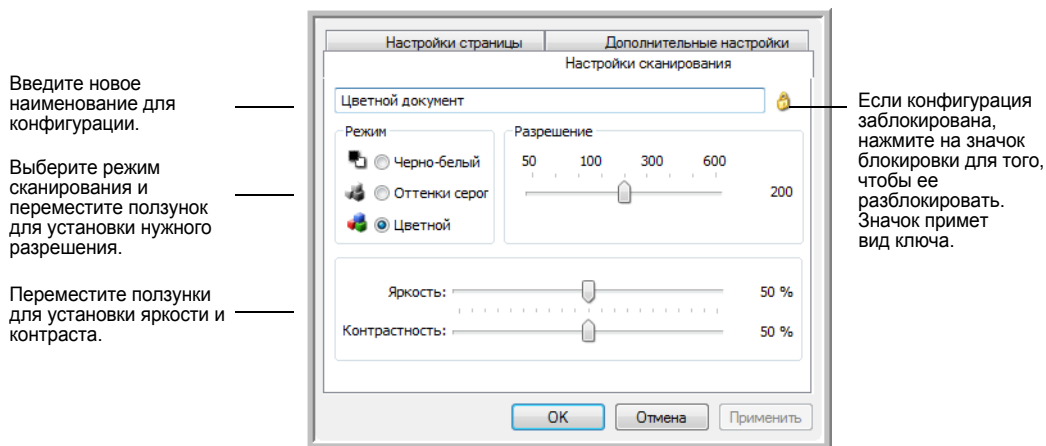 Введите новое
наименование для
конфигурации.
Выберите режим
сканирования и
переместите ползунок
для установки нужного
разрешения.
Переместите ползунки
для установки яркости и
контраста.
Настройки страницы
Дополнительные настройки
Настройки сканирования
Цветной документ
Режим
Черно-белый
Оттенки серог
Цветной
Разрешение
50 100 300 600
200
Яркость: 50 %
Контрастность: 50 %
OK Отмена Применить
Если конфигурация
заблокирована,
нажмите на значок
блокировки для того,
чтобы ее
разблокировать.
Значок примет
вид ключа.